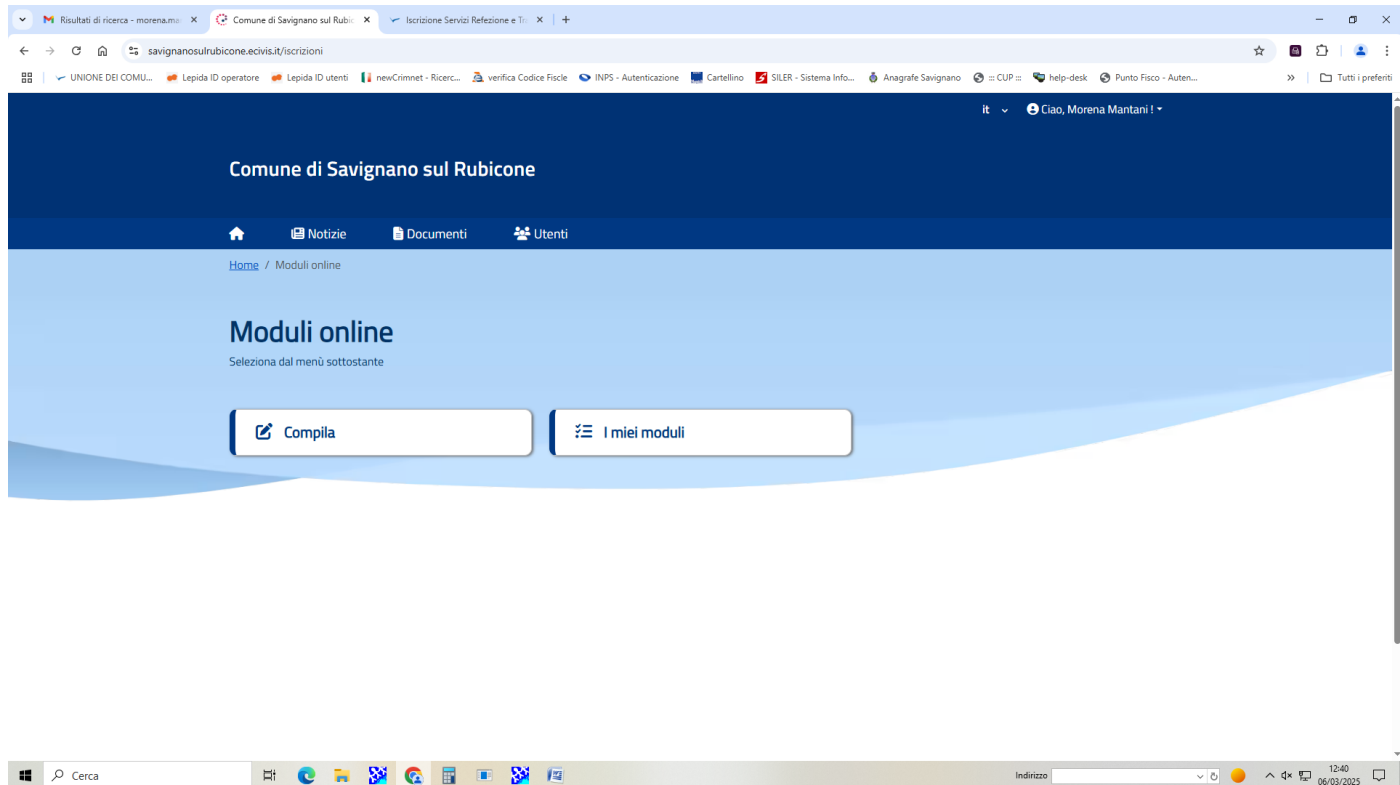 Risultati di ricerca - morena.ma
Comune di Savignano sul Rubic
Iscrizione Servizi Refezione e Tr
savignanosulrubicone.ecivis.it/iscrizioni
UNIONE DEI COMU...
Lepida ID operatore
Lepida ID utenti
newCrimnet - Ricerc...
verifica Codice Fiscle
INPS - Autenticazione
Cartellino
SILER - Sistema Info...
Anagrafe Savignano
::: CUP :::
help-desk
Punto Fisco - Auten...
»
Tutti i preferiti
it
Ciao, Morena Mantani !
Comune di Savignano sul Rubicone
Notizie
Documenti
Utenti
Home / Moduli online
Moduli online
Seleziona dal menù sottostante
Compila
I miei moduli
Cerca
Indirizzo
12:40
06/03/2025